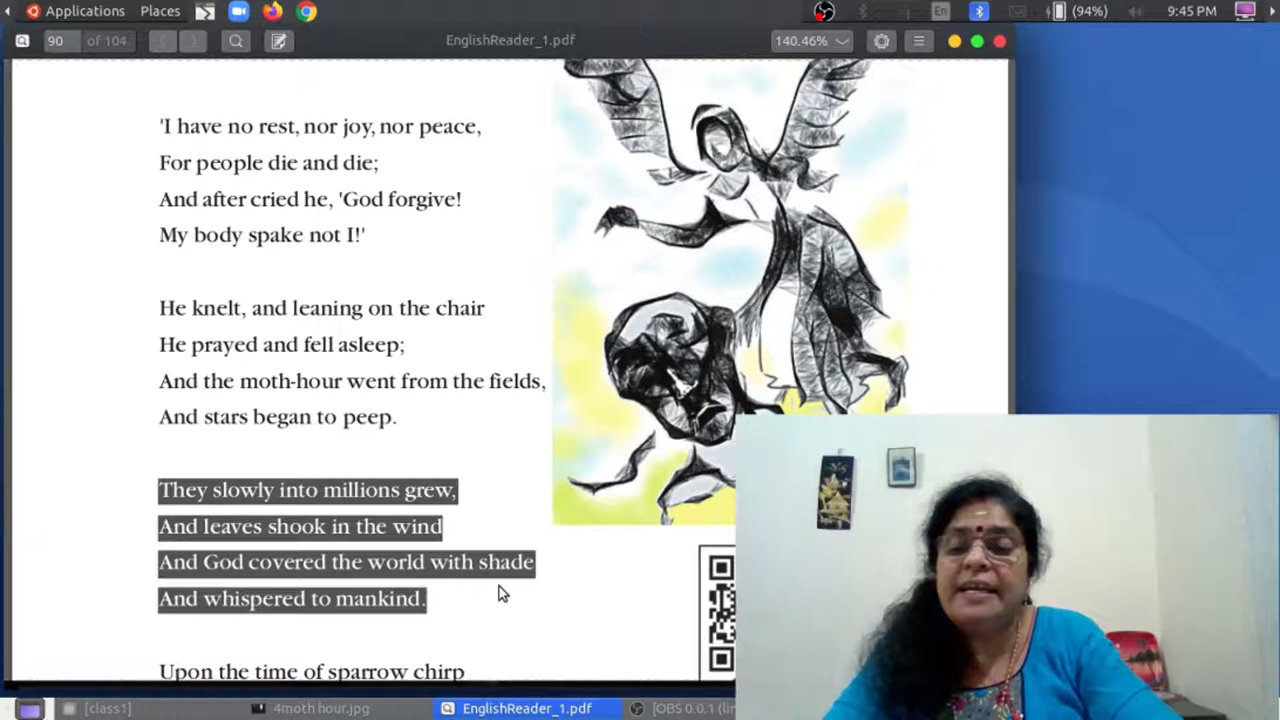 Applications Places En (94%) 9:45 PM
90 of 104 EnglishReader_1.pdf 140.46%
'I have no rest, nor joy, nor peace,
For people die and die;
And after cried he, 'God forgive!
My body spake not I!'
He knelt, and leaning on the chair
He prayed and fell asleep;
And the moth-hour went from the fields,
And stars began to peep.
They slowly into millions grew,
And leaves shook in the wind
And God covered the world with shade
And whispered to mankind.
Upon the time of sparrow chirp
[class1] 4moth hour.jpg EnglishReader_1.pdf [OBS 0.0.1 (lin